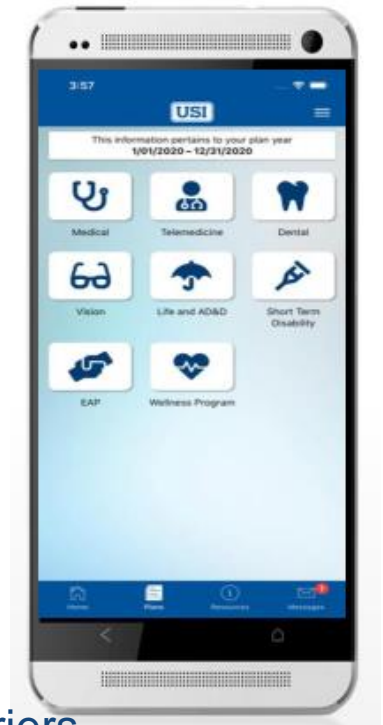 3:57
USI
This information pertains to your plan year
1/01/2020 - 12/31/2020
Medical
Telemedicine
Dental
Vision
Life and AD&D
Short Term
Disability
EAP
Wellness Program
Home
Plans
Resources
Messages